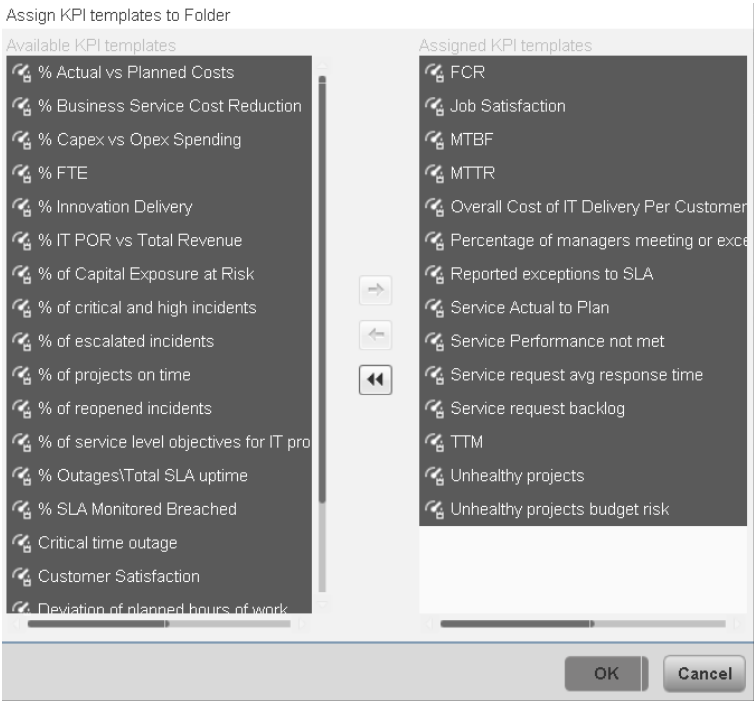 Assign KPI templates to Folder
Available KPI templates
% Actual vs Planned Costs
% Business Service Cost Reduction
% Capex vs Opex Spending
% FTE
% Innovation Delivery
% IT POR vs Total Revenue
% of Capital Exposure at Risk
% of critical and high incidents
% of escalated incidents
% of projects on time
% of reopened incidents
% of service level objectives for IT pro
% Outages\Total SLA uptime
% SLA Monitored Breached
Critical time outage
Customer Satisfaction
Deviation of planned hours of work
Assigned KPI templates
FCR
Job Satisfaction
MTBF
MTTR
Overall Cost of IT Delivery Per Customer
Percentage of managers meeting or exce
Reported exceptions to SLA
Service Actual to Plan
Service Performance not met
Service request avg response time
Service request backlog
TTM
Unhealthy projects
Unhealthy projects budget risk
OK
Cancel